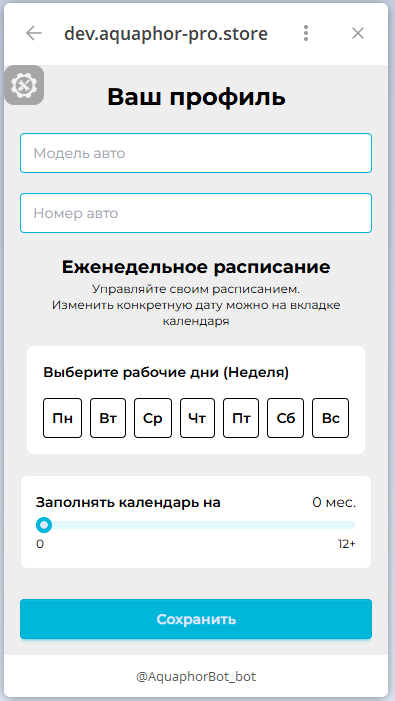 dev.aquaphor-pro.store
Ваш профиль
Модель авто
Номер авто
Еженедельное расписание
Управляйте своим расписанием.
Изменить конкретную дату можно на вкладке
календаря
Выберите рабочие дни (Неделя)
Пн Вт Ср Чт Пт Сб Вс
Заполнять календарь на 0 мес.
0 12+
Сохранить
@AquaphorBot_bot